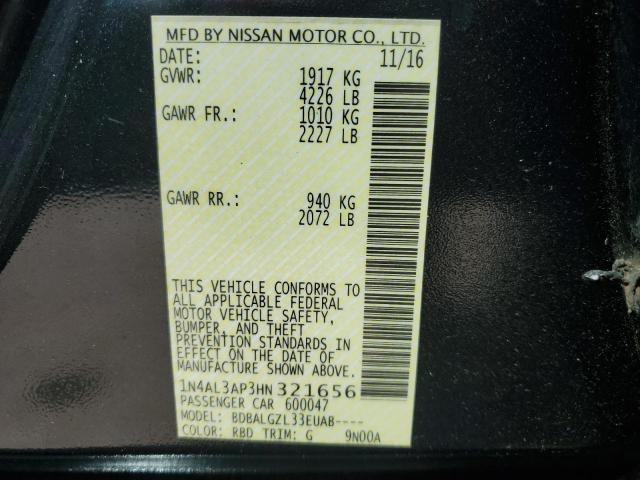 MFD BY NISSAN MOTOR CO., LTD.
DATE: 11/16
GVWR: 1917 KG
4226 LB
GAWR FR.: 1010 KG
2227 LB
GAWR RR.: 940 KG
2072 LB
THIS VEHICLE CONFORMS TO
ALL APPLICABLE FEDERAL
MOTOR VEHICLE SAFETY,
BUMPER, AND THEFT
PREVENTION STANDARDS IN
EFFECT ON THE DATE OF
MANUFACTURE SHOWN ABOVE.
1N4AL3AP3HN321656
PASSENGER CAR 600047
MODEL: BDBALGZL33EUAB----
COLOR: RBD TRIM: G 9N00A